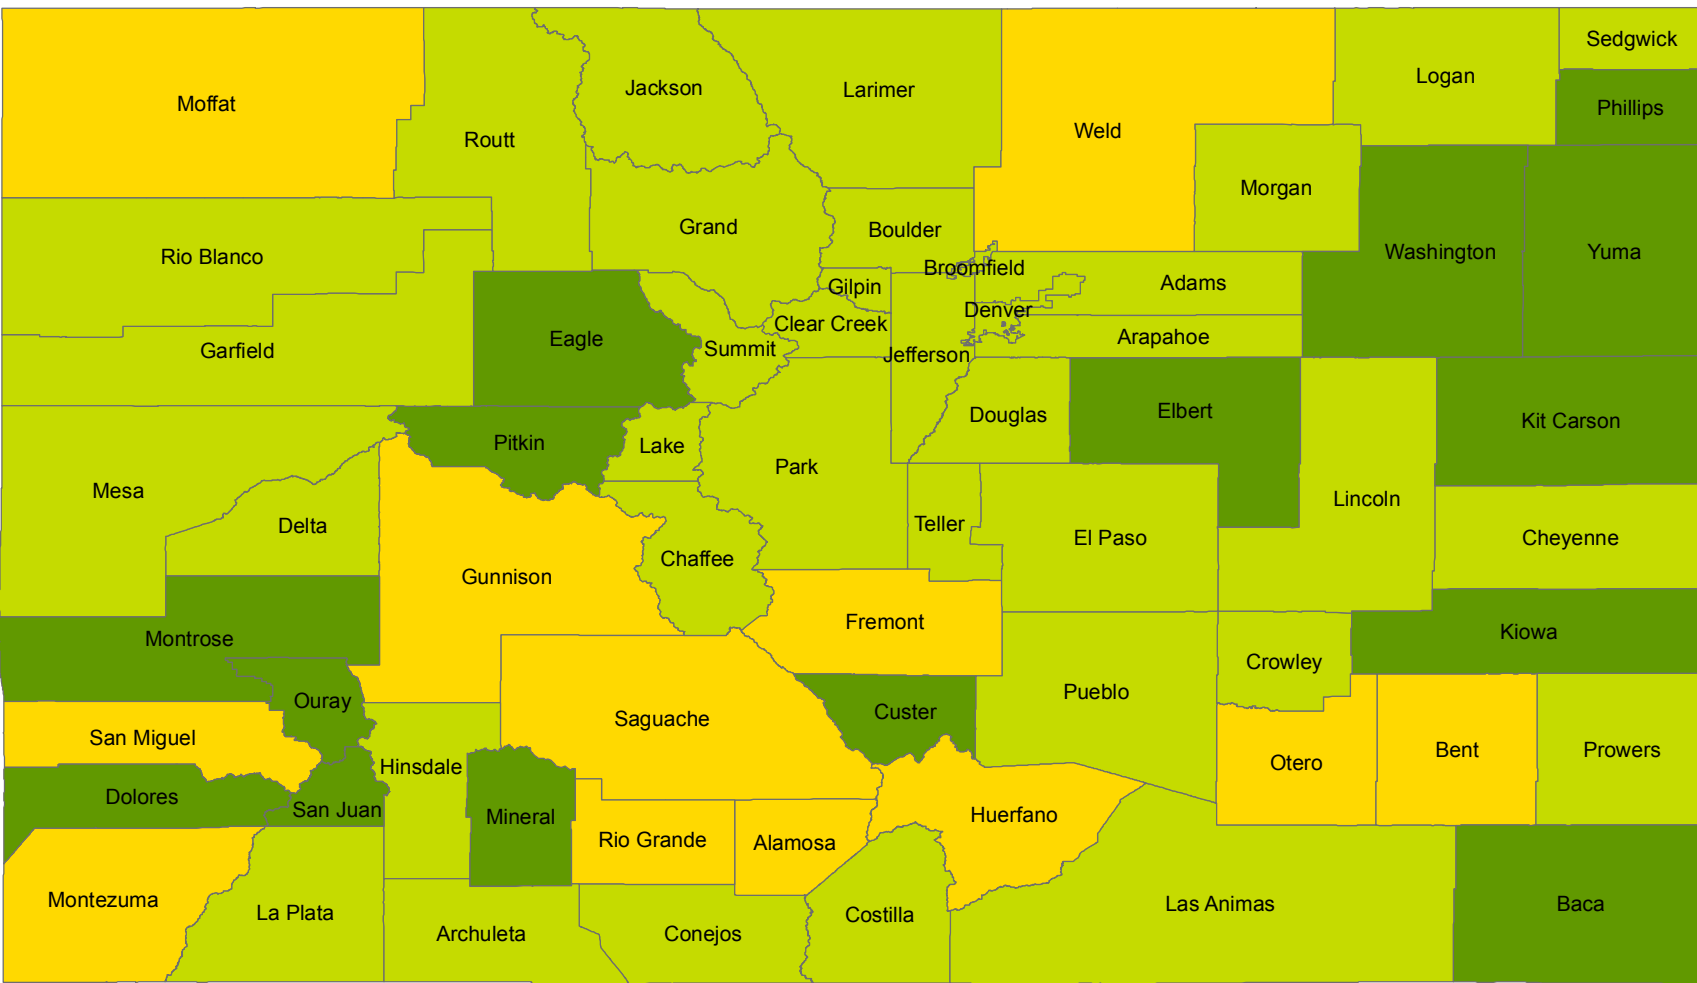 Sedgwick
Logan
Jackson
Larimer
Moffat
Phillips
Weld
Routt
Morgan
Grand
Boulder
Rio Blanco
Washington
Yuma
Broomfield
Gilpin
Adams
Denver
Clear Creek
Eagle
Arapahoe
Summit
Garfield
Jefferson
Elbert
Douglas
Kit Carson
Pitkin
Lake
Park
Mesa
Lincoln
Delta
Teller
El Paso
Cheyenne
Chaffee
Gunnison
Fremont
Kiowa
Montrose
Crowley
Pueblo
Ouray
Custer
Saguache
San Miguel
Bent
Prowers
Otero
Hinsdale
Dolores
San Juan
Huerfano
Mineral
Rio Grande
Alamosa
Montezuma
Las Animas
Baca
La Plata
Costilla
Archuleta
Conejos